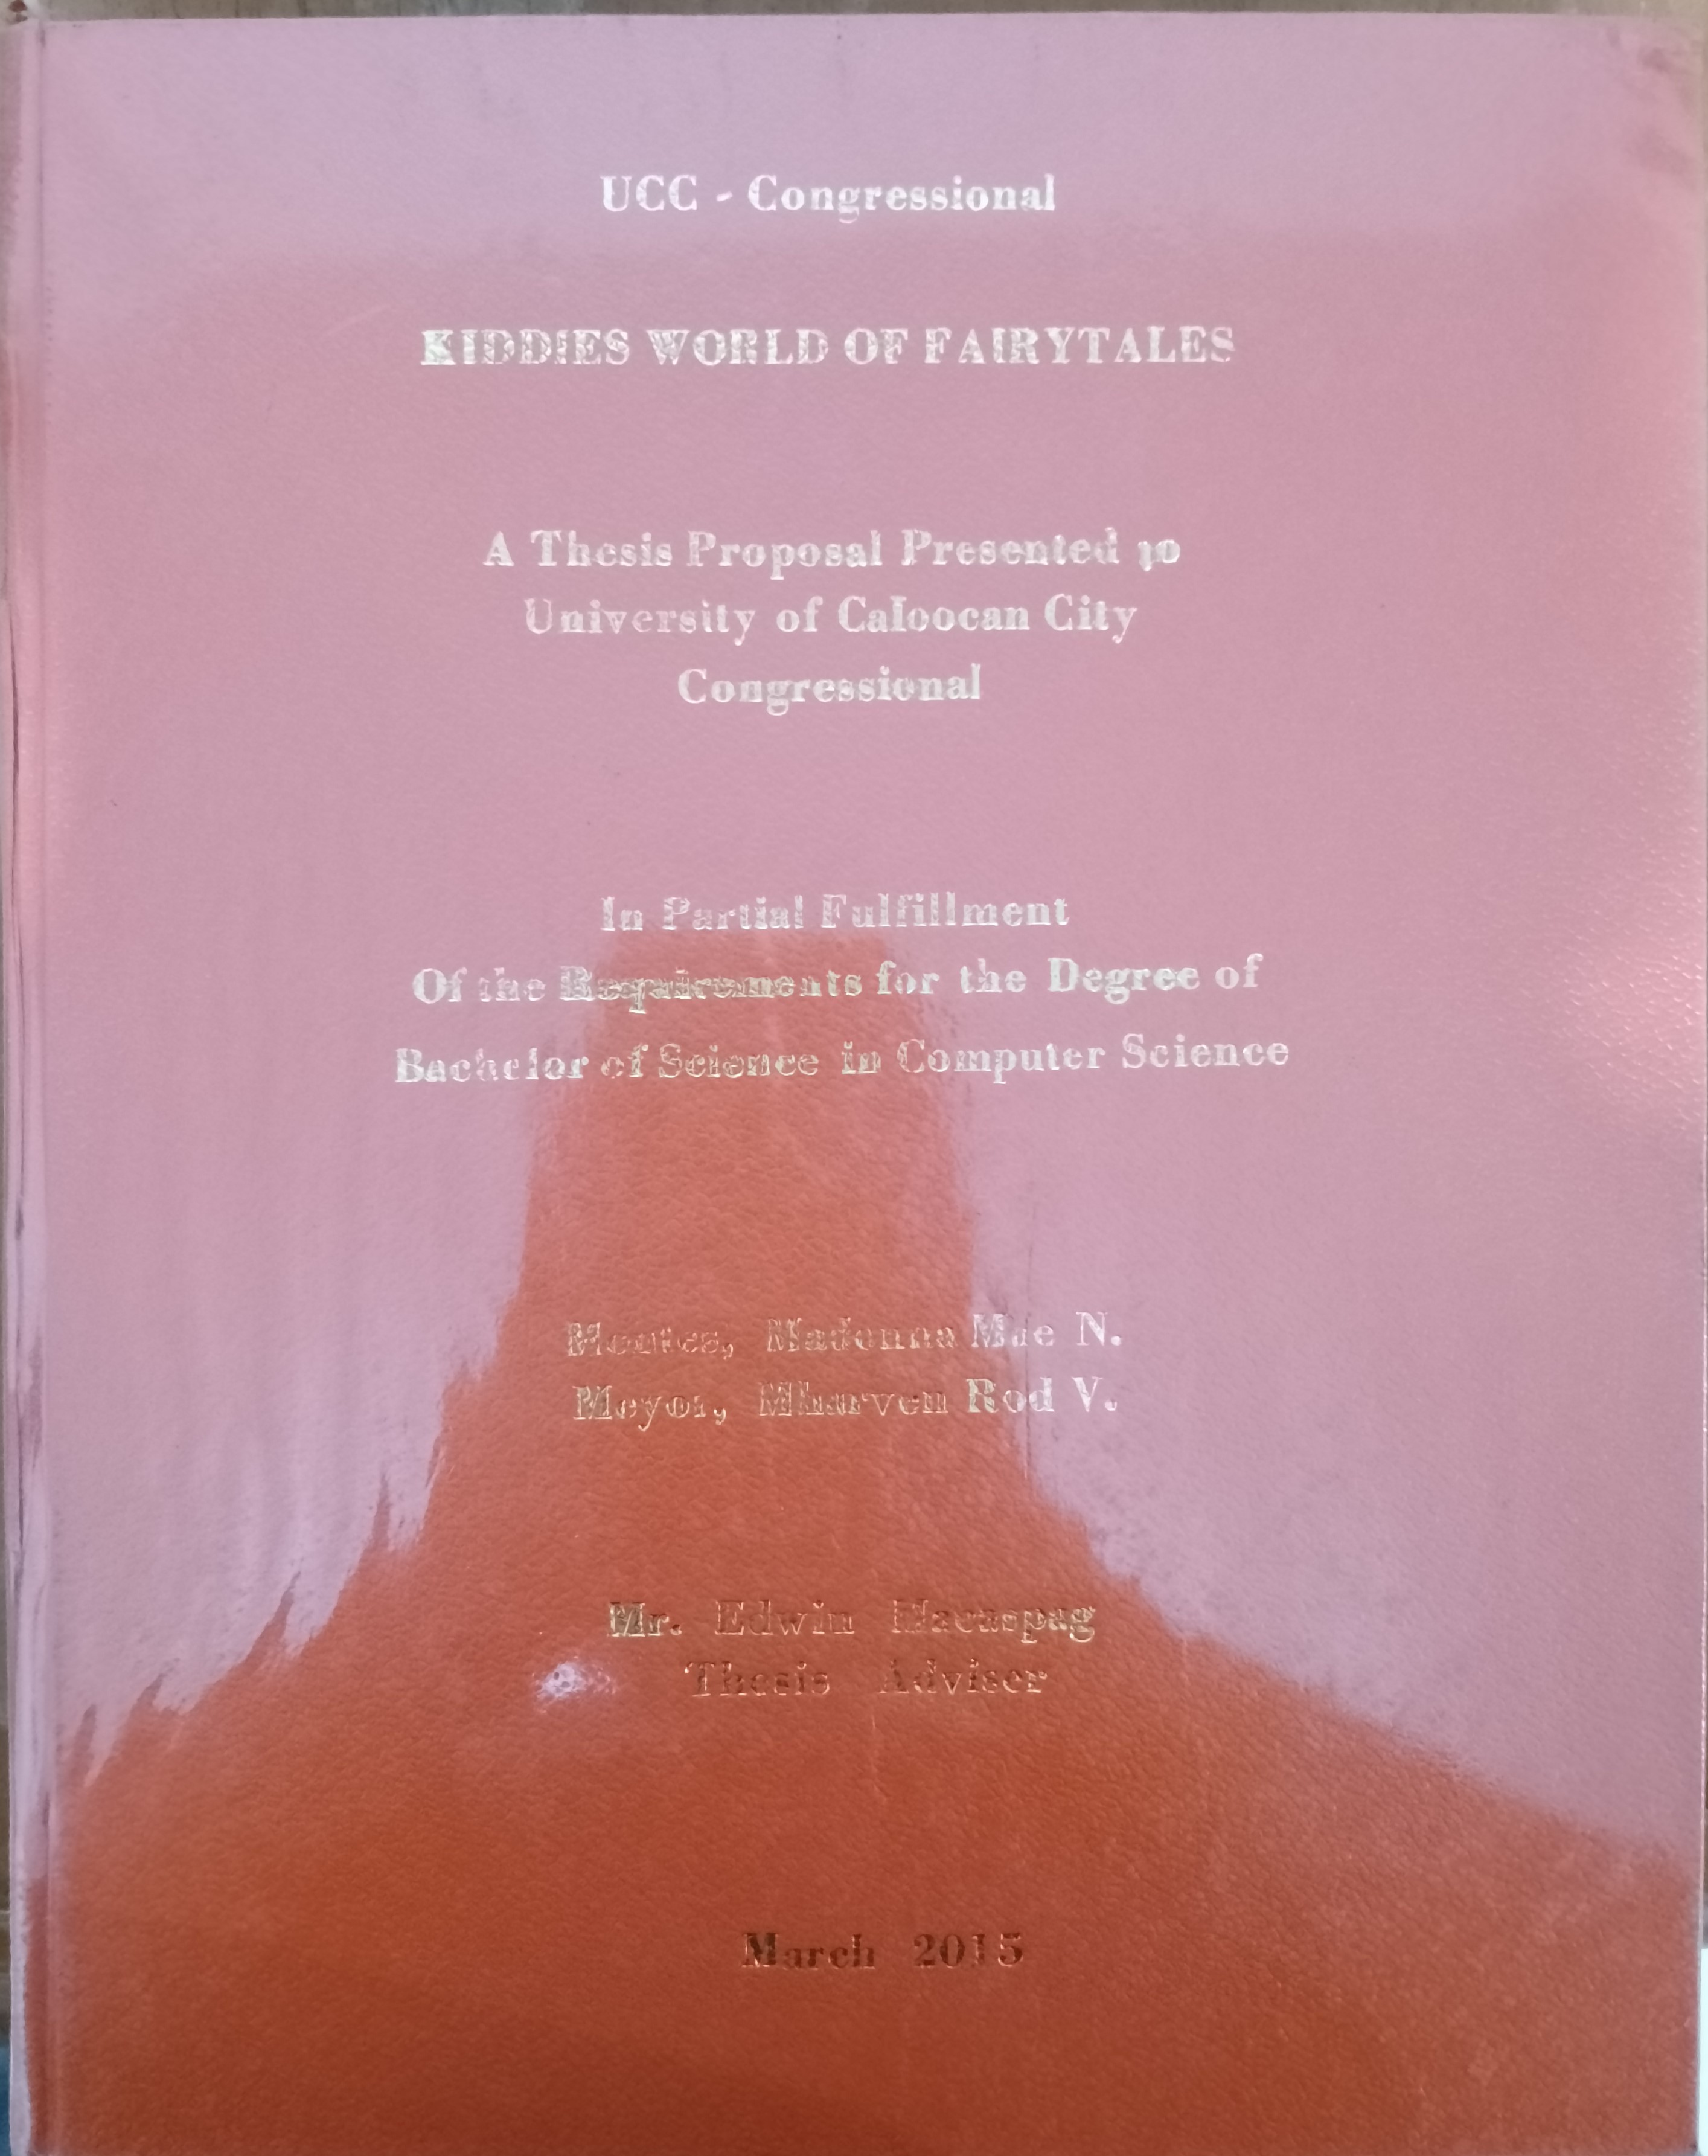 UCC - Congressional
KIDDIES WORLD OF FAIRYTALES
A Thesis Proposal Presented to
University of Caloocan City
Congressional
In Partial Fulfillment
Of the Requirements for the Degree of
Bachelor of Science in Computer Science
Madonna Mae N.
Meyor, Mharven Rod V.
Mr. Edwin
Thesis Adviser
March 2015